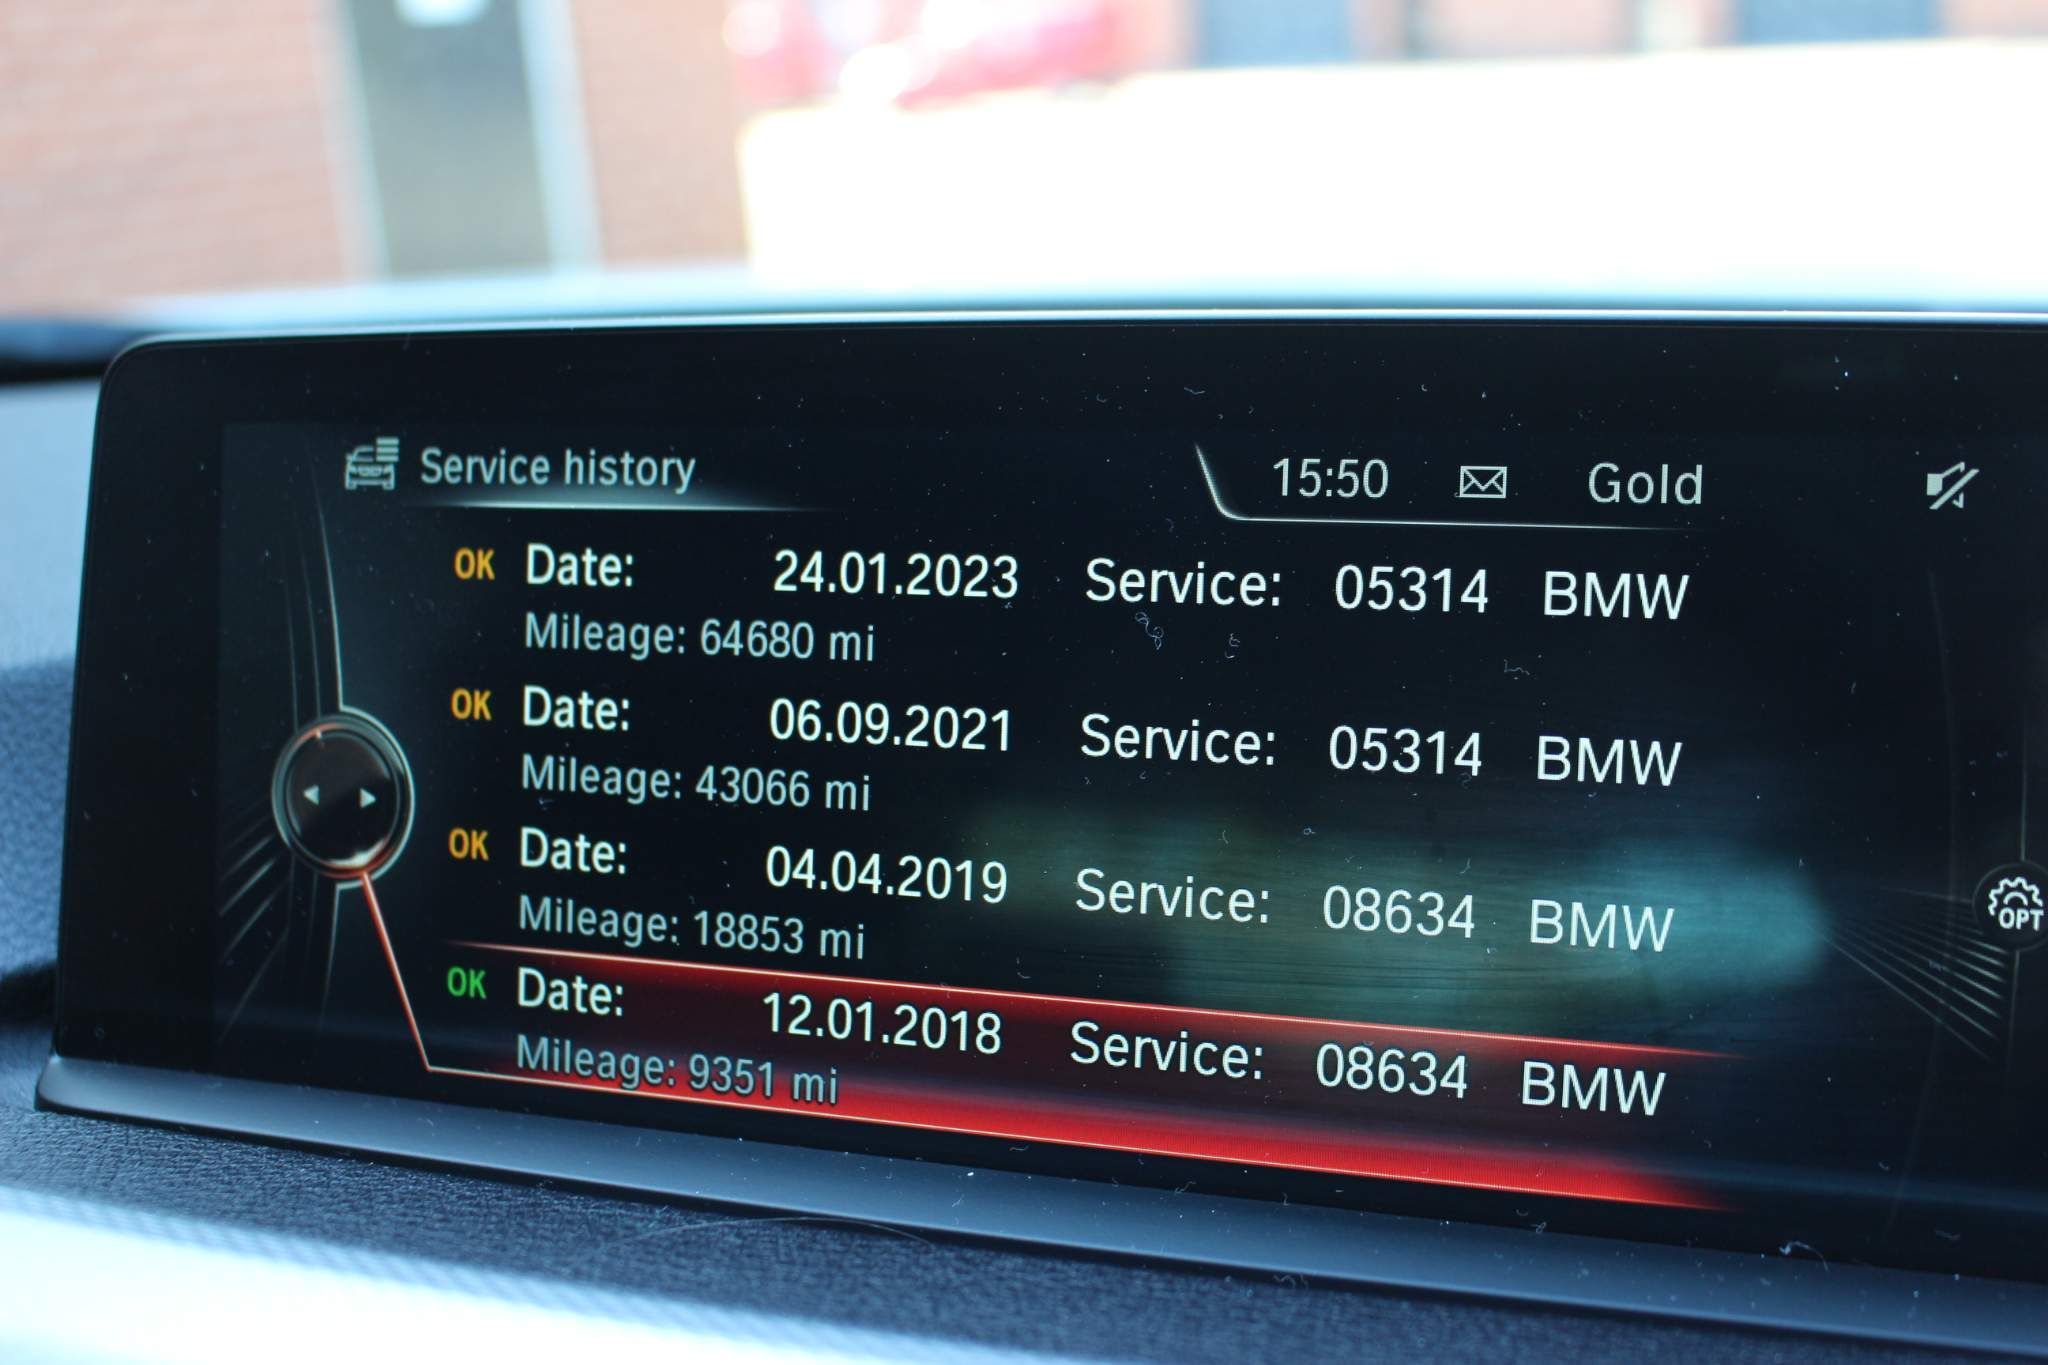 Service history 15:50 Gold
OK Date: 24.01.2023 Service: 05314 BMW
Mileage: 64680 mi
OK Date: 06.09.2021 Service: 05314 BMW
Mileage: 43066 mi
OK Date: 04.04.2019 Service: 08634 BMW
Mileage: 18853 mi
OPT
OK Date: 12.01.2018 Service: 08634 BMW
Mileage: 9351 mi